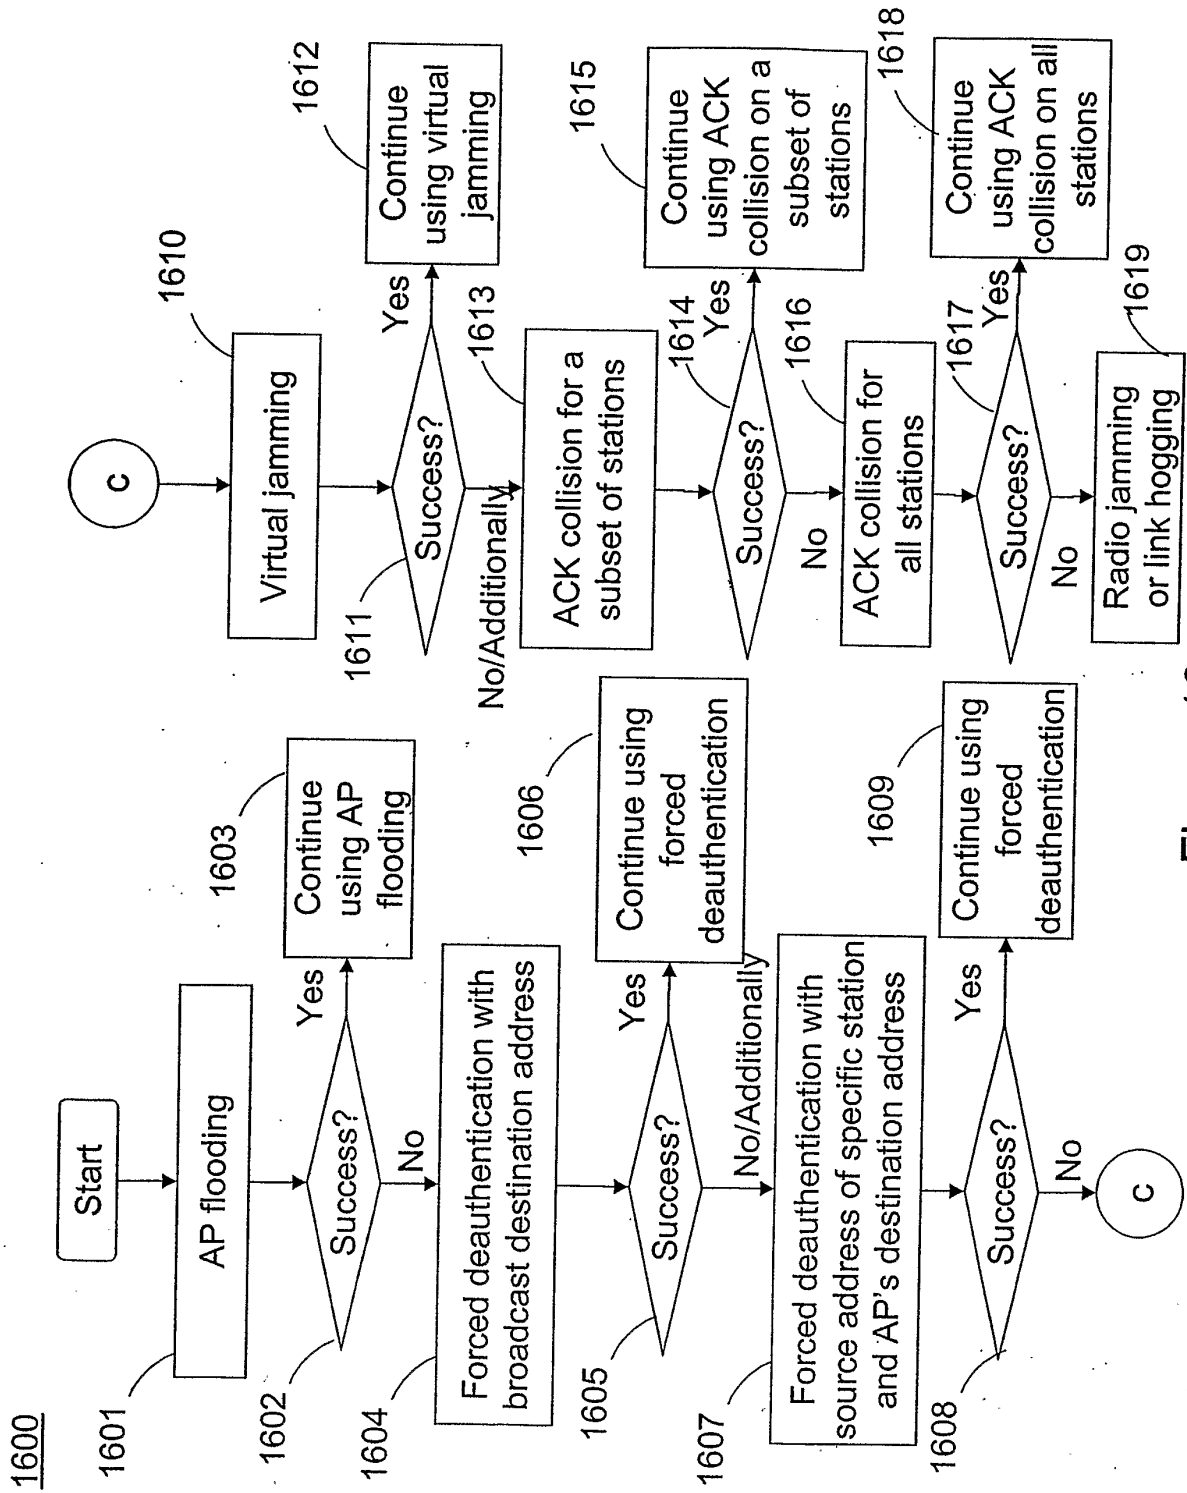 1600
Start
1601
AP flooding
1602
Success?
Yes
1603
Continue
using AP
flooding
No
1604
Forced deauthentication with
broadcast destination address
1605
Success?
Yes
1606
Continue using
forced
deauthentication
No/Additionally
1607
Forced deauthentication with
source address of specific station
and AP's destination address
1608
Success?
Yes
1609
Continue using
forced
deauthentication
No
C
C
1610
Virtual jamming
1611
Success?
Yes
1612
Continue
using virtual
jamming
No/Additionally
1613
ACK collision for a
subset of stations
1614
Success?
Yes
1615
Continue
using ACK
collision on a
subset of
stations
No
1616
ACK collision for
all stations
1617
Success?
Yes
1618
Continue
using ACK
collision on all
stations
No
1619
Radio jamming
or link hogging